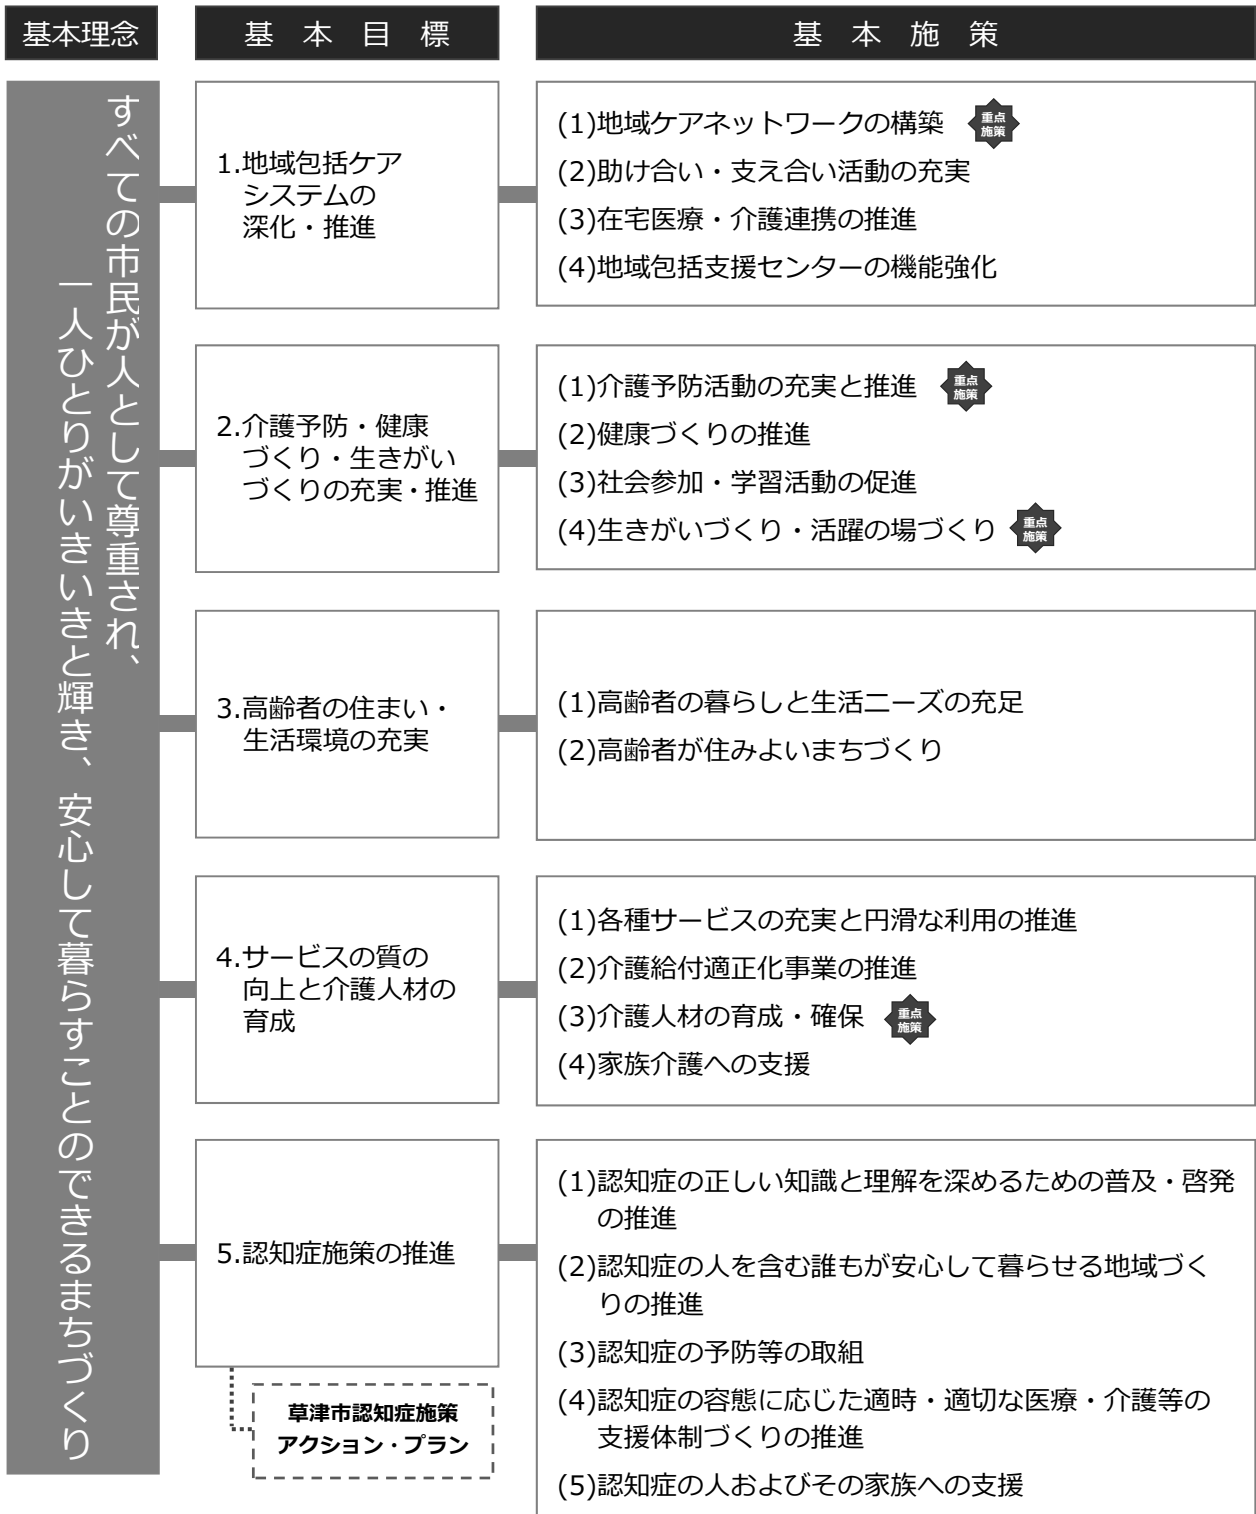 基本理念
基本目標
基本施策
すべての市民が人として尊重され、
一人ひとりがいきいきと輝き、安心して暮らすことのできるまちづくり
1.地域包括ケア
システムの
深化・推進
(1)地域ケアネットワークの構築 重点
施策
(2)助け合い・支え合い活動の充実
(3)在宅医療・介護連携の推進
(4)地域包括支援センターの機能強化
2.介護予防・健康
づくり・生きがい
づくりの充実・推進
(1)介護予防活動の充実と推進 重点
施策
(2)健康づくりの推進
(3)社会参加・学習活動の促進
(4)生きがいづくり・活躍の場づくり 重点
施策
3.高齢者の住まい・
生活環境の充実
(1)高齢者の暮らしと生活ニーズの充足
(2)高齢者が住みよいまちづくり
4.サービスの質の
向上と介護人材の
育成
(1)各種サービスの充実と円滑な利用の推進
(2)介護給付適正化事業の推進
(3)介護人材の育成・確保 重点
施策
(4)家族介護への支援
5.認知症施策の推進
草津市認知症施策
アクション・プラン
(1)認知症の正しい知識と理解を深めるための普及・啓発
の推進
(2)認知症の人を含む誰もが安心して暮らせる地域づく
りの推進
(3)認知症の予防等の取組
(4)認知症の容態に応じた適時・適切な医療・介護等の
支援体制づくりの推進
(5)認知症の人およびその家族への支援